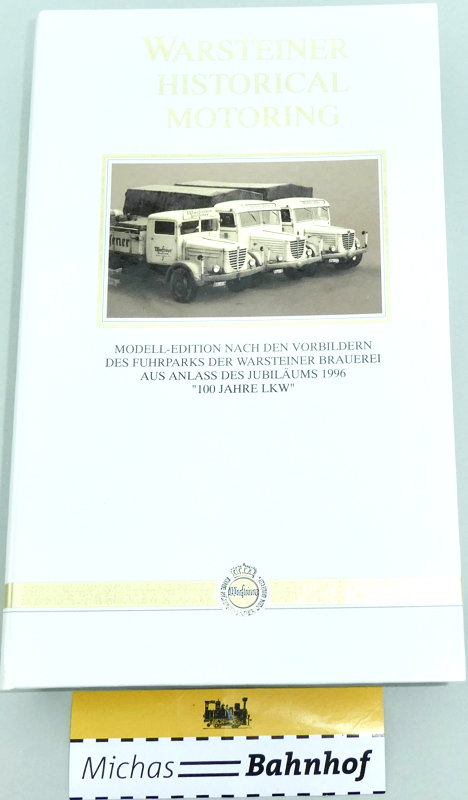 WARSTEINER
HISTORICAL
MOTORING
MODELL-EDITION NACH DEN VORBILDERN
DES FUHRPARKS DER WARSTEINER BRAUEREI
AUS ANLASS DES JUBILÄUMS 1996
"100 JAHRE LKW"
Warsteiner
Michas Bahnhof